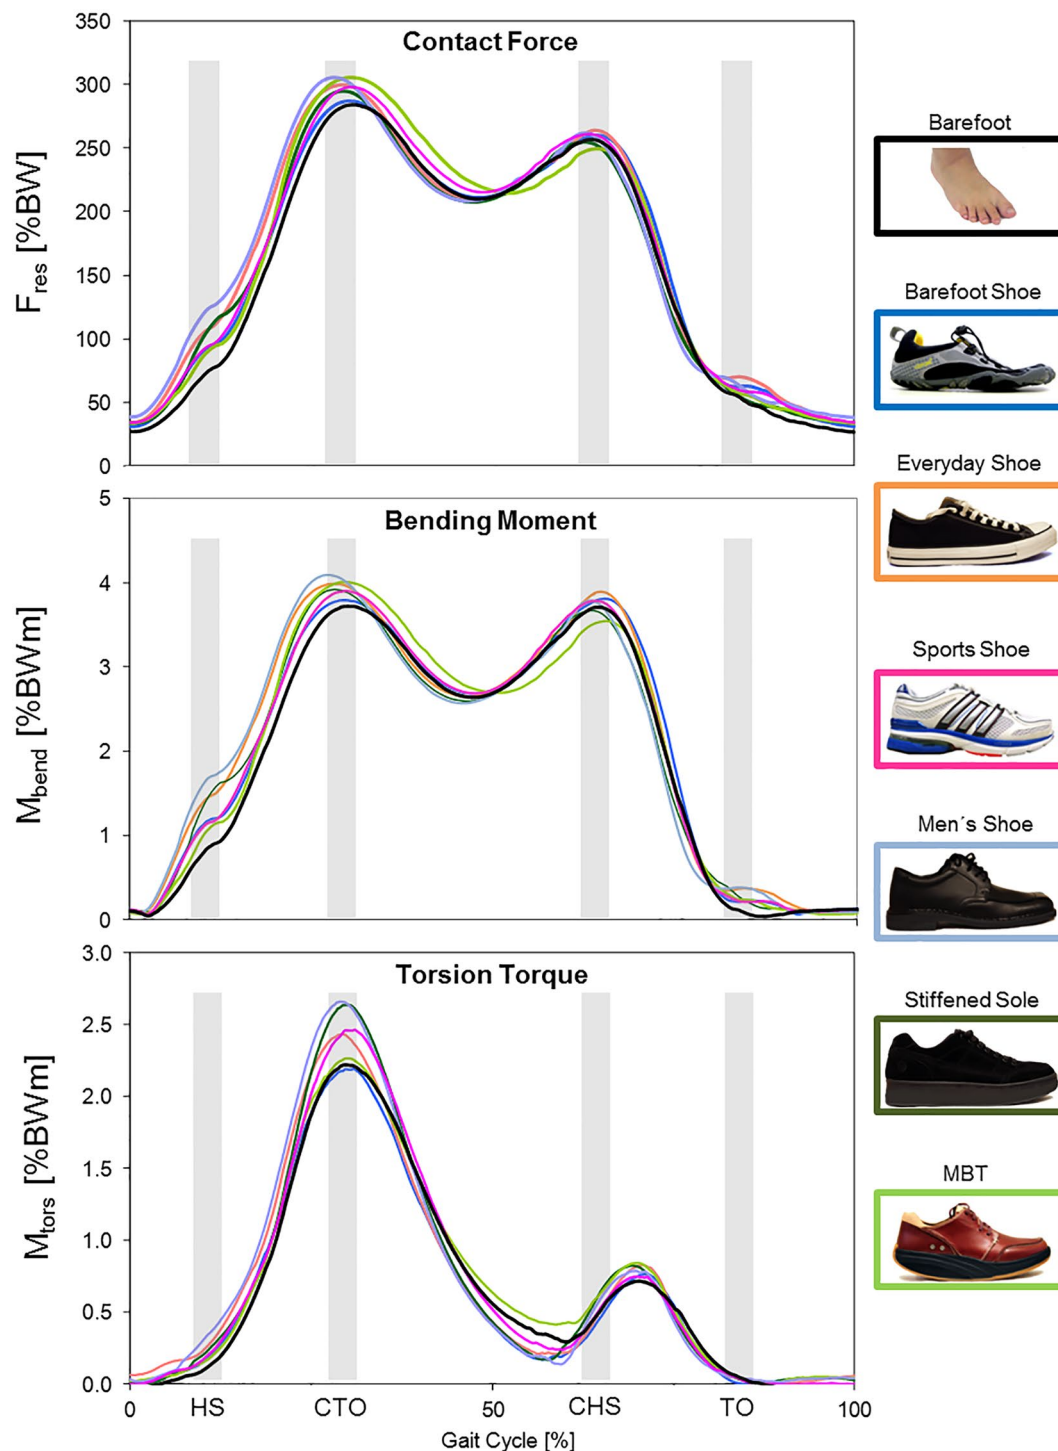 350
Contact Force
300
250
200
150
100
50
0
F_res [%BW]
5
Bending Moment
4
3
2
1
0
M_bend [%BWm]
3.0
Torsion Torque
2.5
2.0
1.5
1.0
0.5
0.0
M_tors [%BWm]
0 HS CTO 50 CHS TO 100
Gait Cycle [%]
Barefoot
Barefoot Shoe
Everyday Shoe
Sports Shoe
Men´s Shoe
Stiffened Sole
MBT